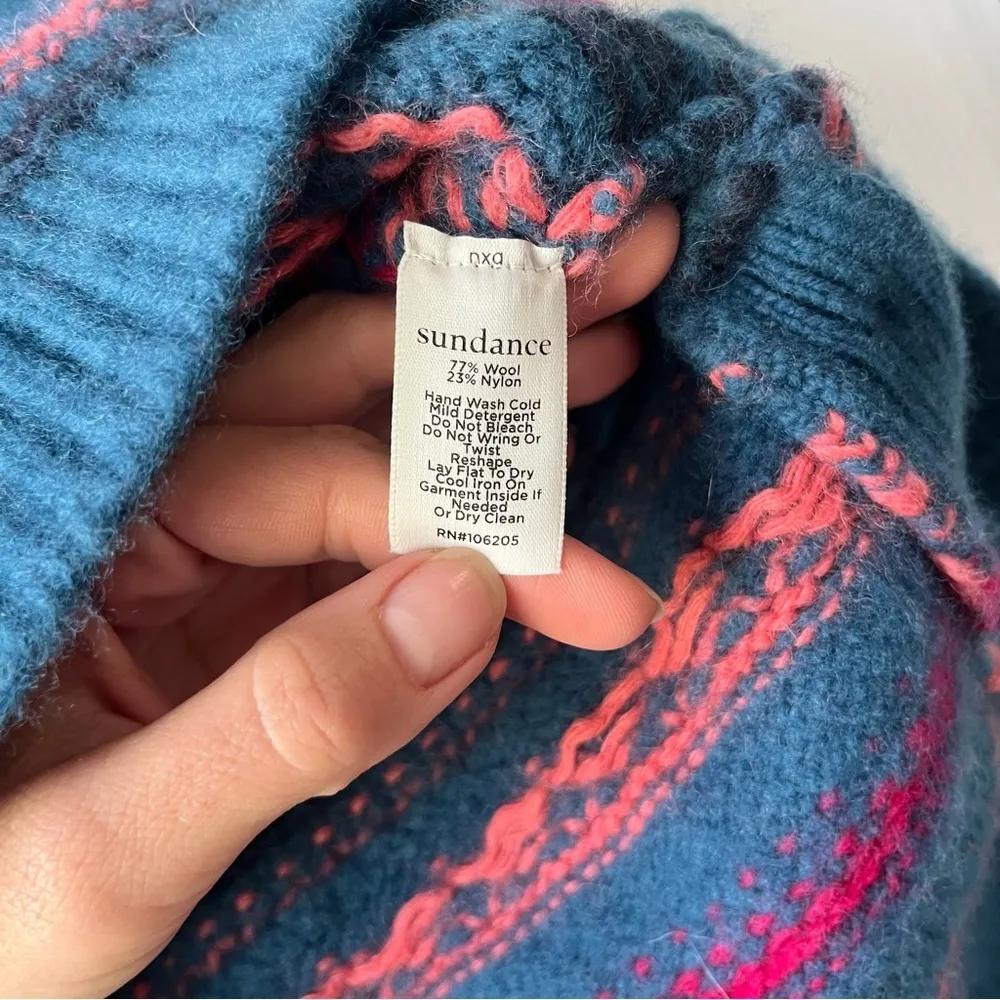 nxg
sundance
77% Wool
23% Nylon
Hand Wash Cold
Mild Detergent
Do Not Bleach
Do Not Wring Or
Twist
Reshape
Lay Flat To Dry
Cool Iron On
Garment Inside If
Needed
Or Dry Clean
RN#106205